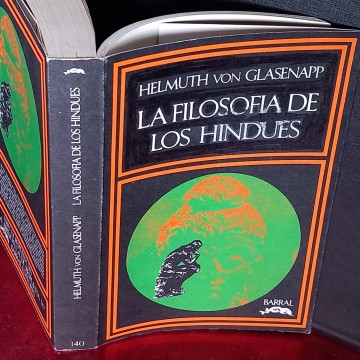 HELMUTH VON GLASENAPP
LA FILOSOFIA DE
LOS HINDUES
BARRAL
HELMUTH VON GLASENAPP LA FILOSOFIA DE LOS HINDUES
140